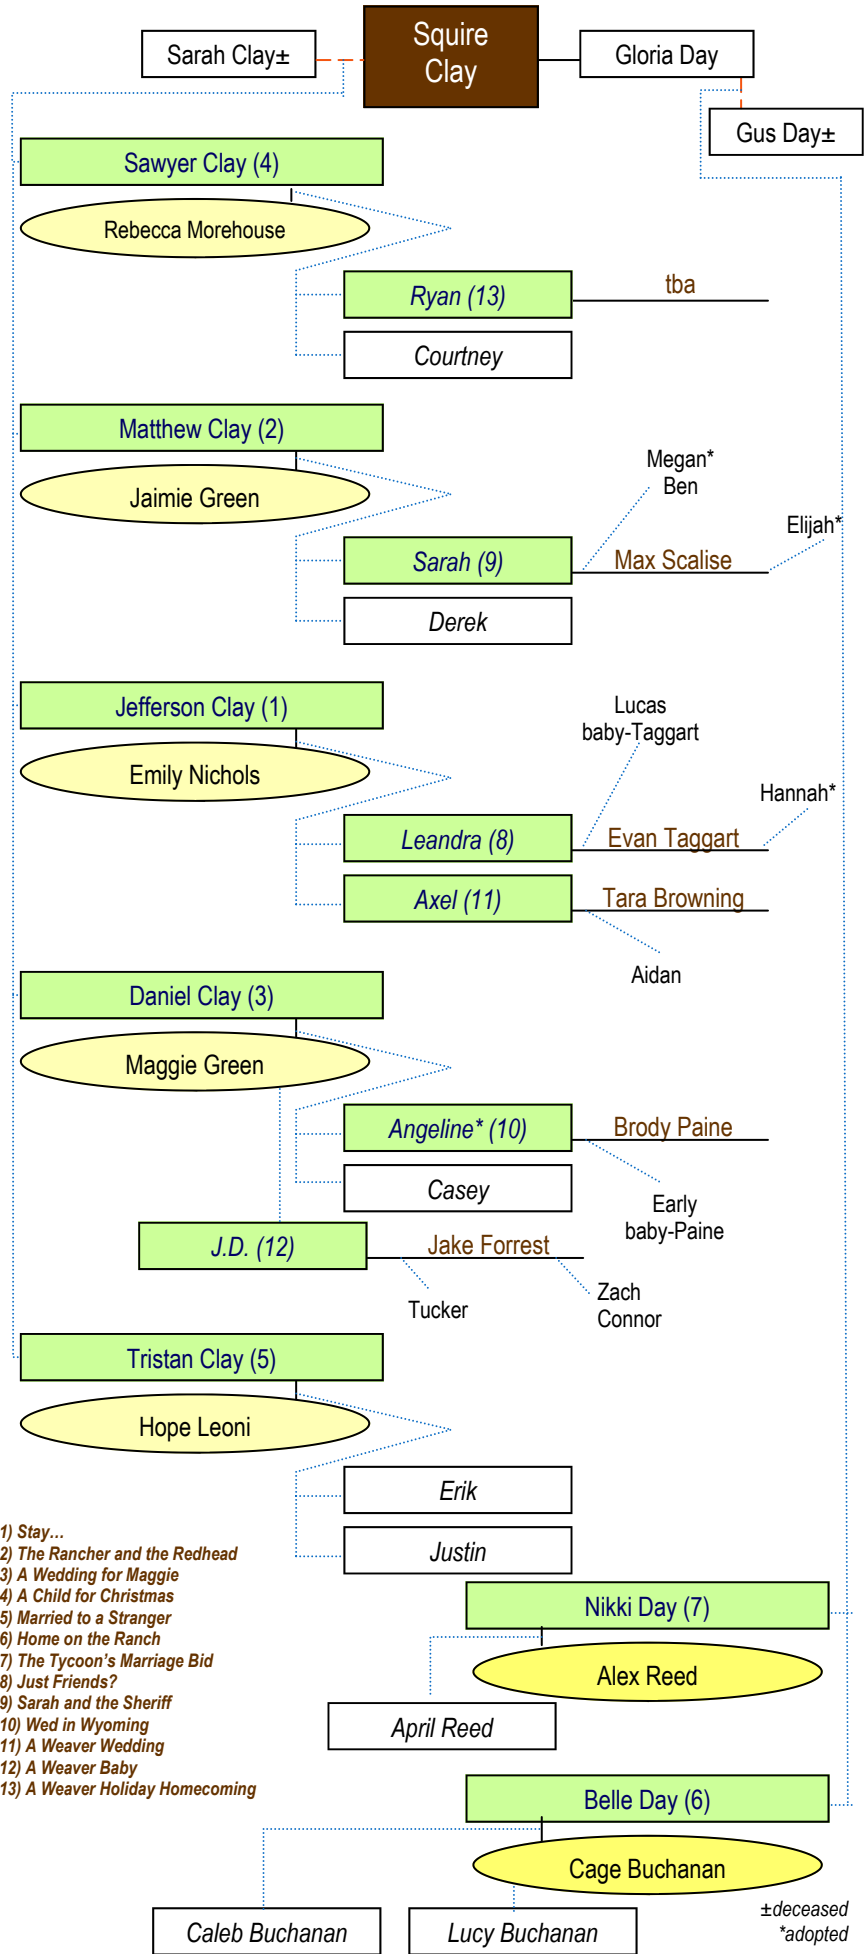 Sarah Clay±
Squire
Clay
Gloria Day
Gus Day±
Sawyer Clay (4)
Rebecca Morehouse
Ryan (13)
tba
Courtney
Matthew Clay (2)
Jaimie Green
Megan*
Ben
Elijah*
Sarah (9)
Max Scalise
Derek
Jefferson Clay (1)
Emily Nichols
Lucas
baby-Taggart
Hannah*
Leandra (8)
Evan Taggart
Axel (11)
Tara Browning
Aidan
Daniel Clay (3)
Maggie Green
Angeline* (10)
Brody Paine
Casey
Early
baby-Paine
J.D. (12)
Jake Forrest
Tucker
Zach
Connor
Tristan Clay (5)
Hope Leoni
Erik
Justin
1) Stay…
2) The Rancher and the Redhead
3) A Wedding for Maggie
4) A Child for Christmas
5) Married to a Stranger
6) Home on the Ranch
7) The Tycoon's Marriage Bid
8) Just Friends?
9) Sarah and the Sheriff
10) Wed in Wyoming
11) A Weaver Wedding
12) A Weaver Baby
13) A Weaver Holiday Homecoming
Nikki Day (7)
Alex Reed
April Reed
Belle Day (6)
Cage Buchanan
Caleb Buchanan
Lucy Buchanan
±deceased
*adopted